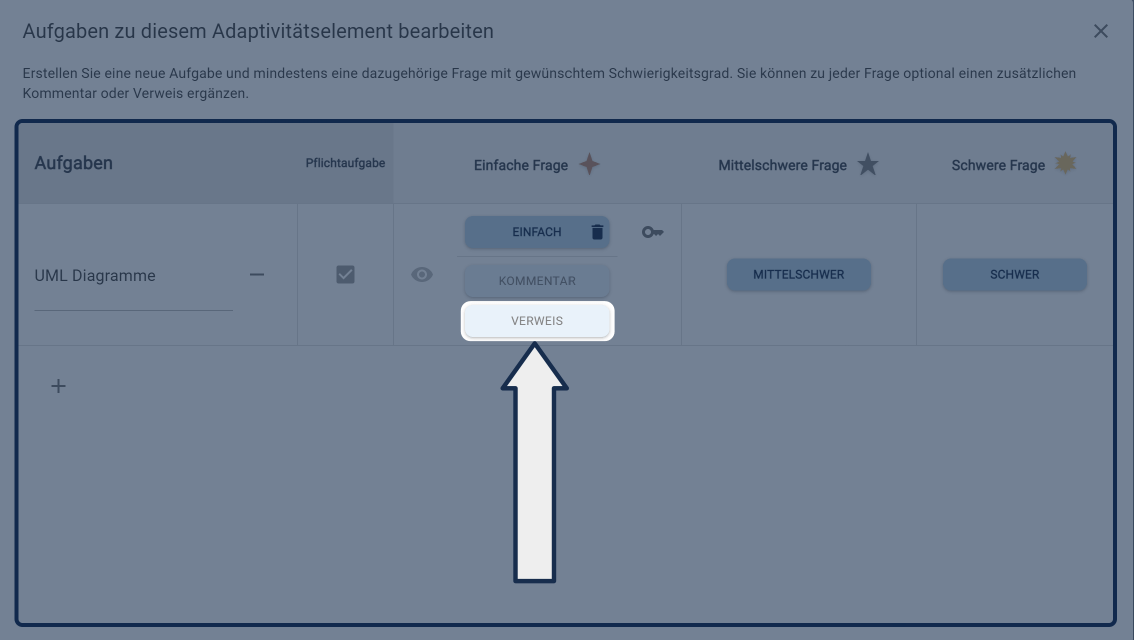 Aufgaben zu diesem Adaptivitätselement bearbeiten
Erstellen Sie eine neue Aufgabe und mindestens eine dazugehörige Frage mit gewünschtem Schwierigkeitsgrad. Sie können zu jeder Frage optional einen zusätzlichen
Kommentar oder Verweis ergänzen.
Aufgaben Pflichtaufgabe Einfache Frage Mittelschwere Frage Schwere Frage
EINFACH
UML Diagramme MITTELSCHWER SCHWER
KOMMENTAR
VERWEIS